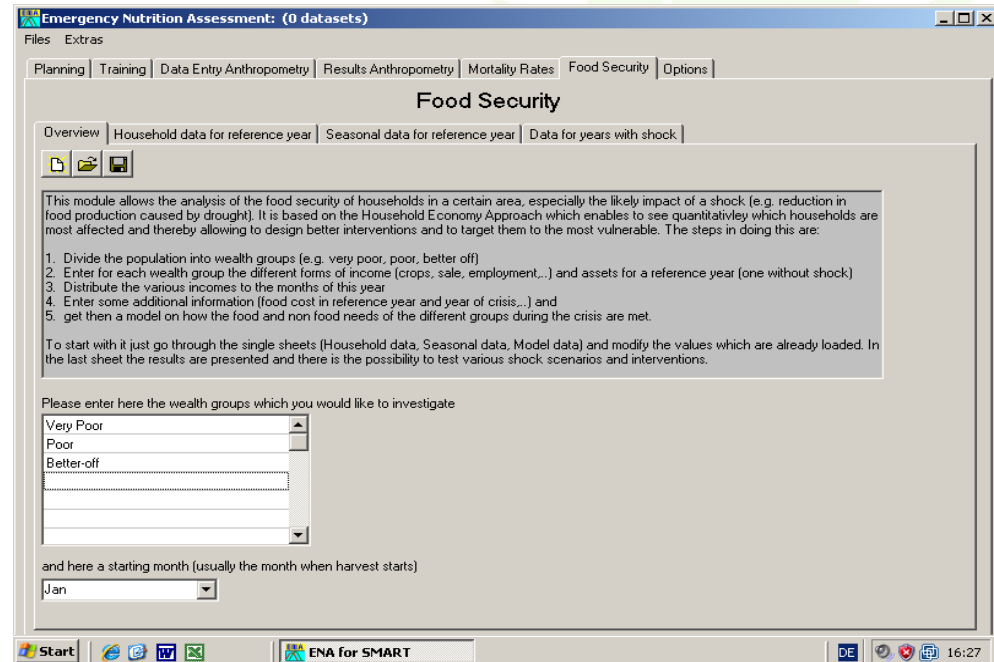 Emergency Nutrition Assessment: (0 datasets)
Files Extras
Planning Training Data Entry Anthropometry Results Anthropometry Mortality Rates Food Security Options
Food Security
Overview Household data for reference year Seasonal data for reference year Data for years with shock
This module allows the analysis of the food security of households in a certain area, especially the likely impact of a shock (e.g. reduction in
food production caused by drought). It is based on the Household Economy Approach which enables to see quantitativley which households are
most affected and thereby allowing to design better interventions and to target them to the most vulnerable. The steps in doing this are:
1. Divide the population into wealth groups (e.g. very poor, poor, better off)
2. Enter for each wealth group the different forms of income (crops, sale, employment,..) and assets for a reference year (one without shock)
3. Distribute the various incomes to the months of this year
4. Enter some additional information (food cost in reference year and year of crisis,..) and
5. get then a model on how the food and non food needs of the different groups during the crisis are met.
To start with it just go through the single sheets (Household data, Seasonal data, Model data) and modify the values which are already loaded. In
the last sheet the results are presented and there is the possibility to test various shock scenarios and interventions.
Please enter here the wealth groups which you would like to investigate
Very Poor
Poor
Better-off
and here a starting month (usually the month when harvest starts)
Jan
Start ENA for SMART DE 16:27